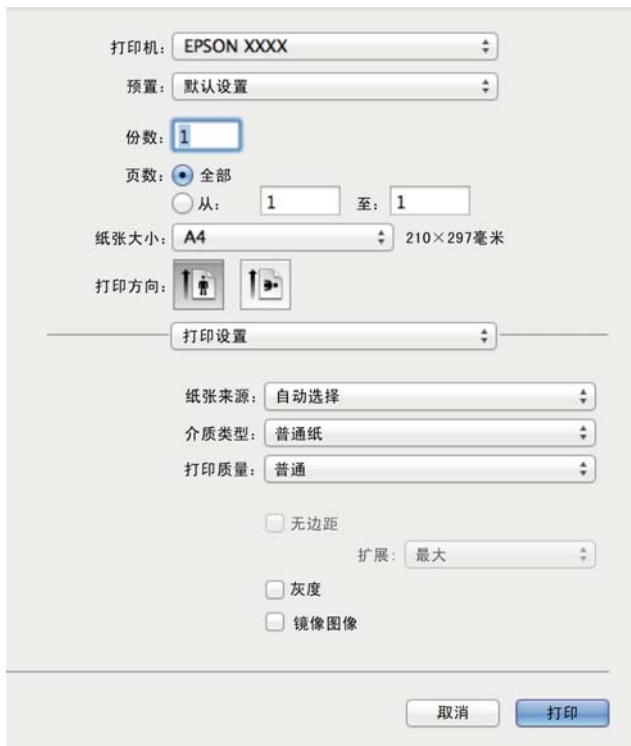 打印机: EPSON XXXX
预置: 默认设置
份数: 1
页数: 全部
从: 1 至: 1
纸张大小: A4 210×297毫米
打印方向:
打印设置
纸张来源: 自动选择
介质类型: 普通纸
打印质量: 普通
无边距
扩展: 最大
灰度
镜像图像
取消 打印